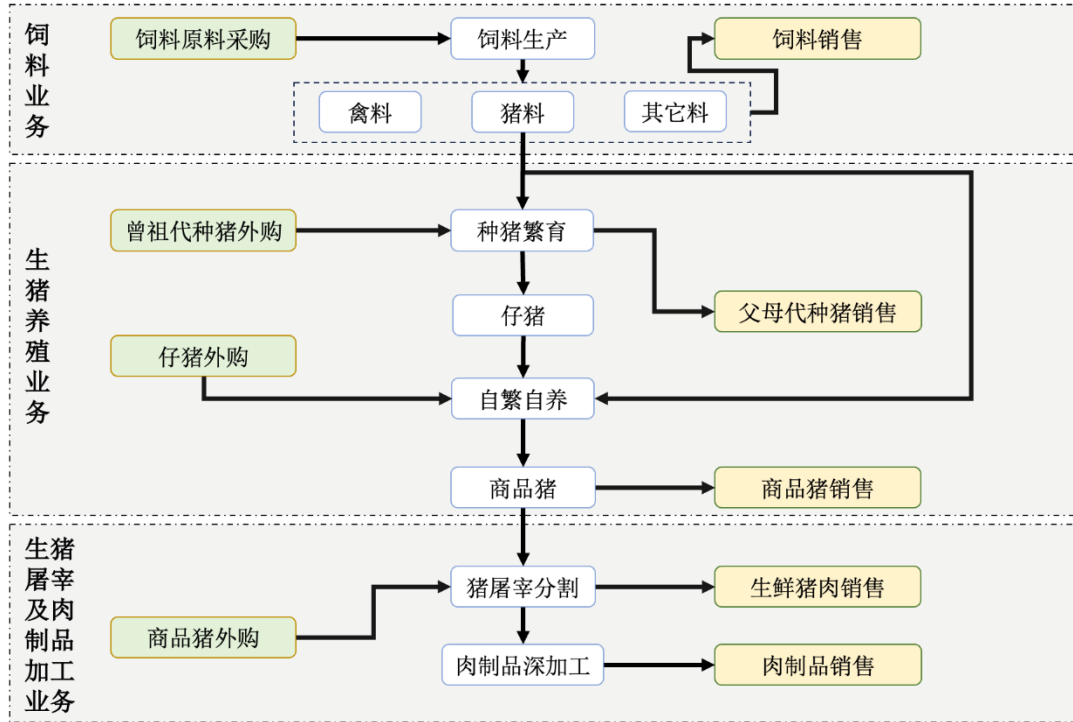 饲料业务
饲料原料采购
饲料生产
饲料销售
禽料
猪料
其它料
生猪养殖业务
曾祖代种猪外购
种猪繁育
仔猪
父母代种猪销售
仔猪外购
自繁自养
商品猪
商品猪销售
生猪
屠宰
及肉
制品
加工
业务
猪屠宰分割
生鲜猪肉销售
商品猪外购
肉制品深加工
肉制品销售